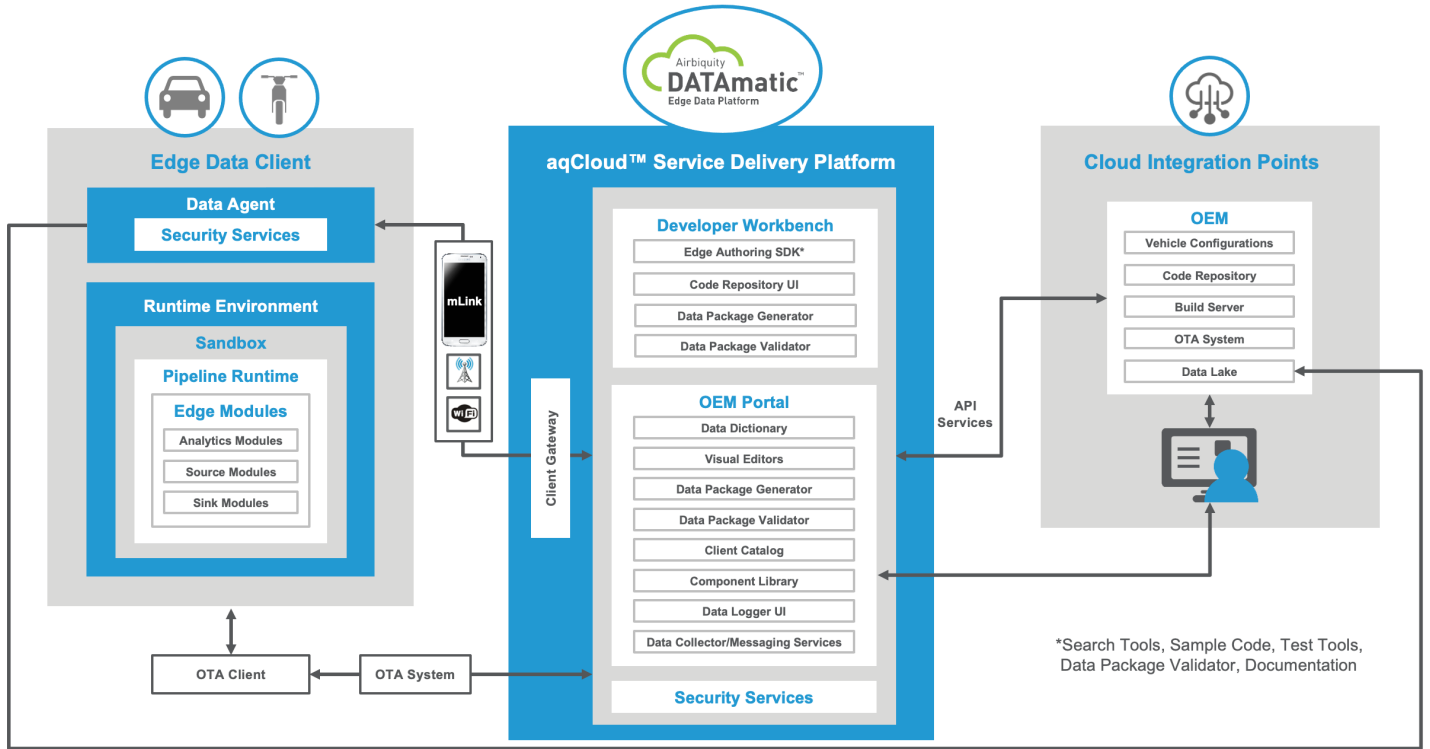 Airbiquity
DATAmatic™
Edge Data Platform
Edge Data Client
Data Agent
Security Services
Runtime Environment
Sandbox
Pipeline Runtime
Edge Modules
Analytics Modules
Source Modules
Sink Modules
OTA Client
OTA System
mLink
WiFi
Client Gateway
aqCloud™ Service Delivery Platform
Developer Workbench
Edge Authoring SDK*
Code Repository UI
Data Package Generator
Data Package Validator
OEM Portal
Data Dictionary
Visual Editors
Data Package Generator
Data Package Validator
Client Catalog
Component Library
Data Logger UI
Data Collector/Messaging Services
Security Services
API
Services
Cloud Integration Points
OEM
Vehicle Configurations
Code Repository
Build Server
OTA System
Data Lake
*Search Tools, Sample Code, Test Tools,
Data Package Validator, Documentation